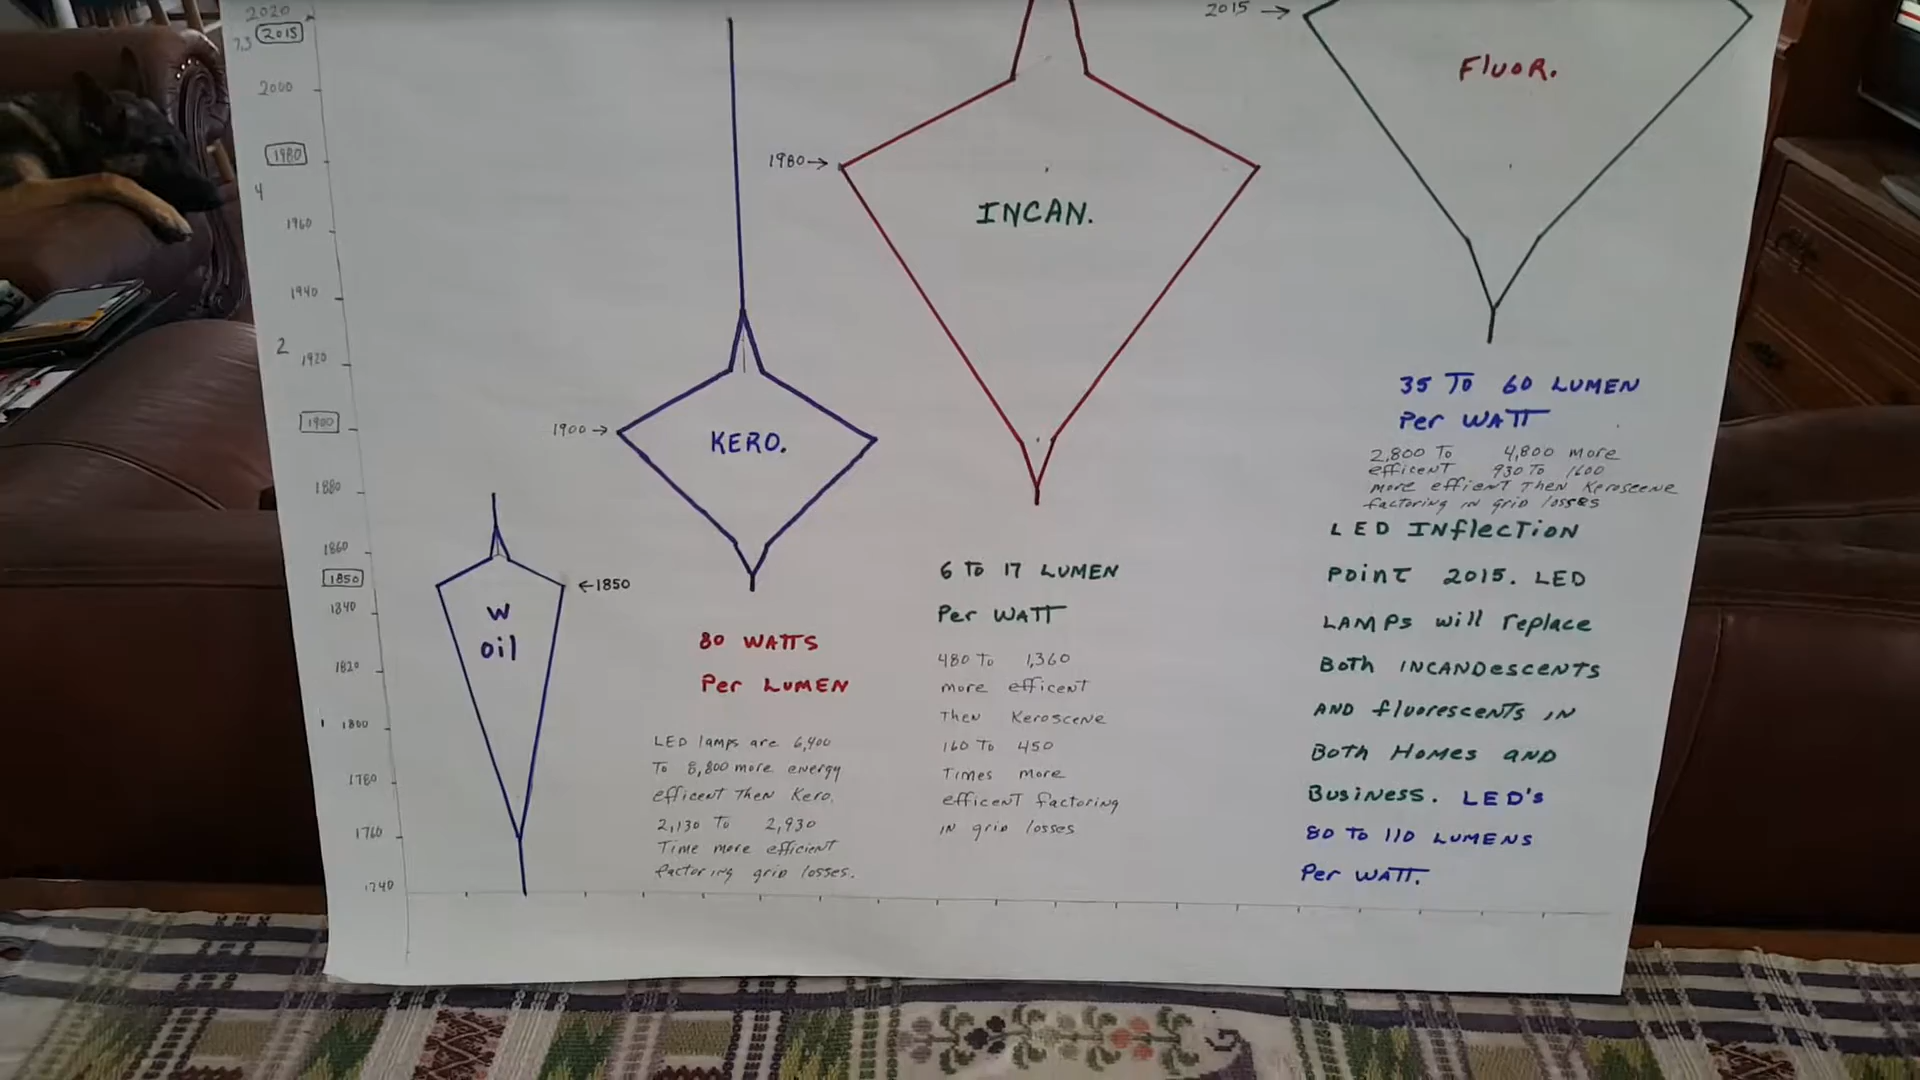 2020
7.3 2015
2000
1980
4
1960
1940
2
1920
1900
1880
1860
1850
1840
1820
1 1800
1780
1760
1740
W
oil
←1850
1900→
KERO.
80 WATTS
Per LUMEN
LED lamps are 6,400
To 8,800 more energy
efficent Then Kero.
2,130 To 2,930
Time more efficient
factoring grid losses.
1980→
INCAN.
6 To 17 LUMEN
Per WATT
480 To 1,360
more efficent
Then Keroscene
160 To 450
Times more
efficent factoring
IN grid losses
2015→
Fluor.
35 To 60 LUMEN
Per WATT
2,800 To 4,800 more
efficent 930 To 1600
more effient Then Keroscene
factoring in grid losses
LED Inflection
Point 2015. LED
LAMPs will replace
Both INCANdescents
AND fluorescents IN
Both Homes AND
Business. LED's
80 To 110 LUMENS
Per WATT.